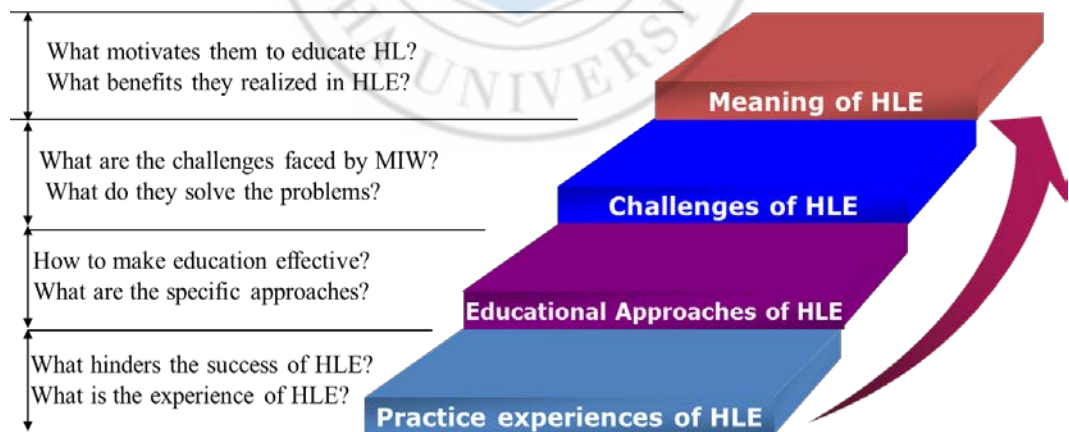 What motivates them to educate HL?
What benefits they realized in HLE?
Meaning of HLE
What are the challenges faced by MIW?
What do they solve the problems?
Challenges of HLE
How to make education effective?
What are the specific approaches?
Educational Approaches of HLE
What hinders the success of HLE?
What is the experience of HLE?
Practice experiences of HLE
UNIVERS